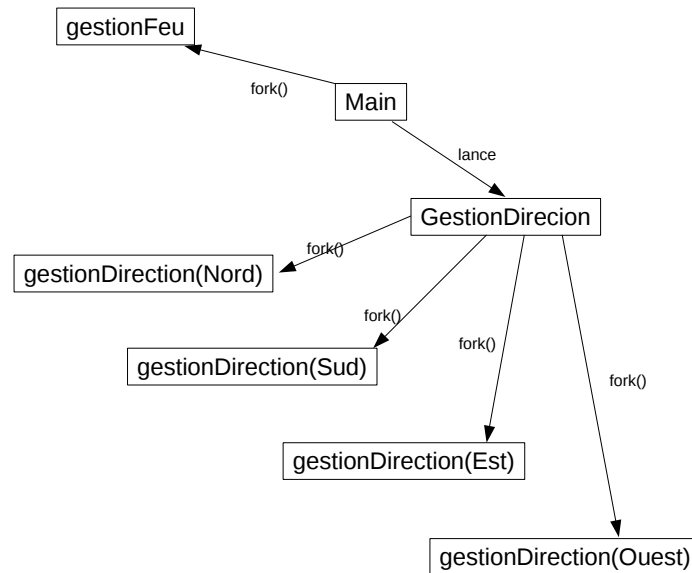 gestionFeu
fork()
Main
lance
GestionDirecion
fork()
gestionDirection(Nord)
fork()
gestionDirection(Sud)
fork()
fork()
gestionDirection(Est)
gestionDirection(Ouest)